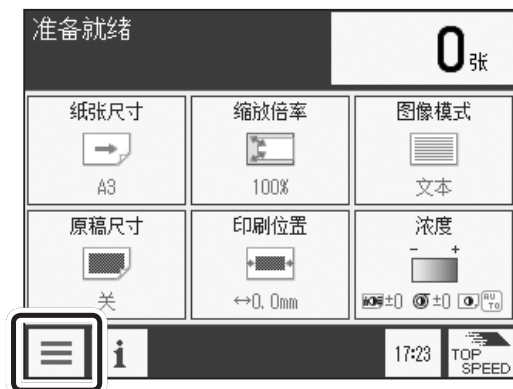 准备就绪
0张
纸张尺寸
缩放倍率
图像模式
A3
100%
文本
原稿尺寸
印刷位置
浓度
- +
关
↔0.0mm
±0 ±0 AUTO
i
17:23
TOP SPEED